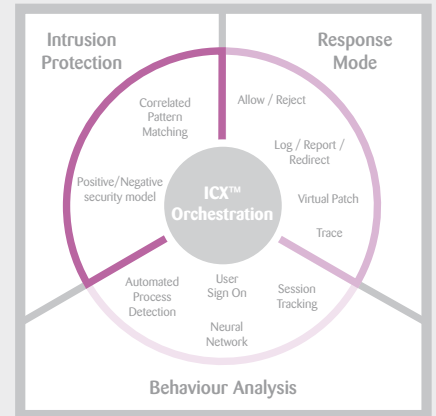 Intrusion
Protection
Response
Mode
Correlated
Pattern
Matching
Positive/Negative
security model
Allow / Reject
Log / Report /
Redirect
Virtual Patch
Trace
ICX™
Orchestration
Automated
Process
Detection
User
Sign On
Neural
Network
Session
Tracking
Behaviour Analysis